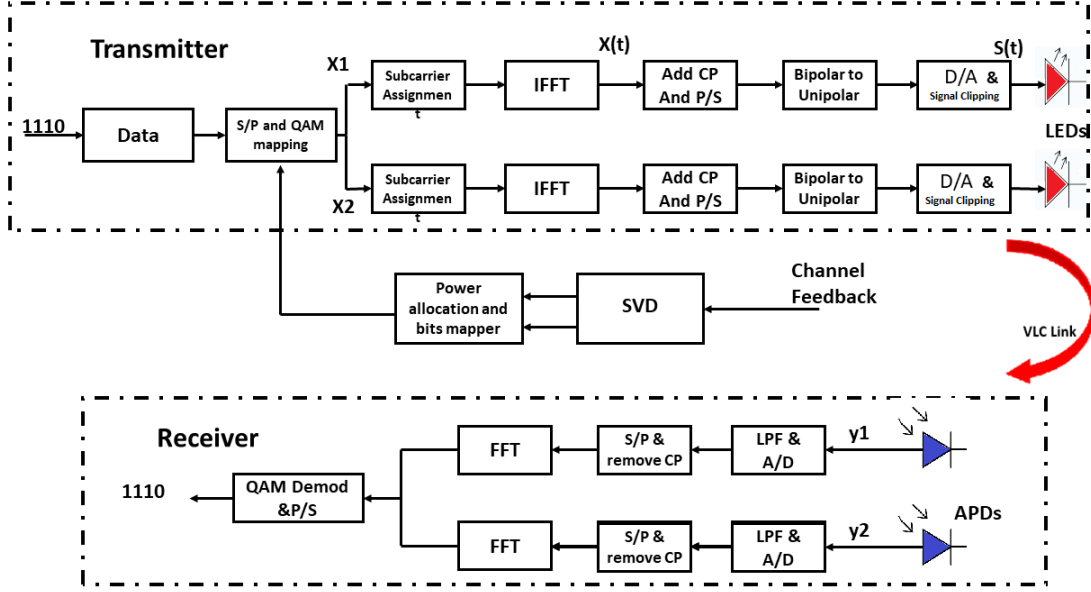 Transmitter
X(t)
S(t)
X1
Subcarrier
Assignmen
t
IFFT
Add CP
And P/S
Bipolar to
Unipolar
D/A &
Signal Clipping
1110
Data
S/P and QAM
mapping
LEDs
X2
Subcarrier
Assignmen
t
IFFT
Add CP
And P/S
Bipolar to
Unipolar
D/A &
Signal Clipping
Power
allocation and
bits mapper
SVD
Channel
Feedback
VLC Link
Receiver
FFT
S/P &
remove CP
LPF &
A/D
y1
1110
QAM Demod
&P/S
APDs
FFT
S/P &
remove CP
LPF &
A/D
y2